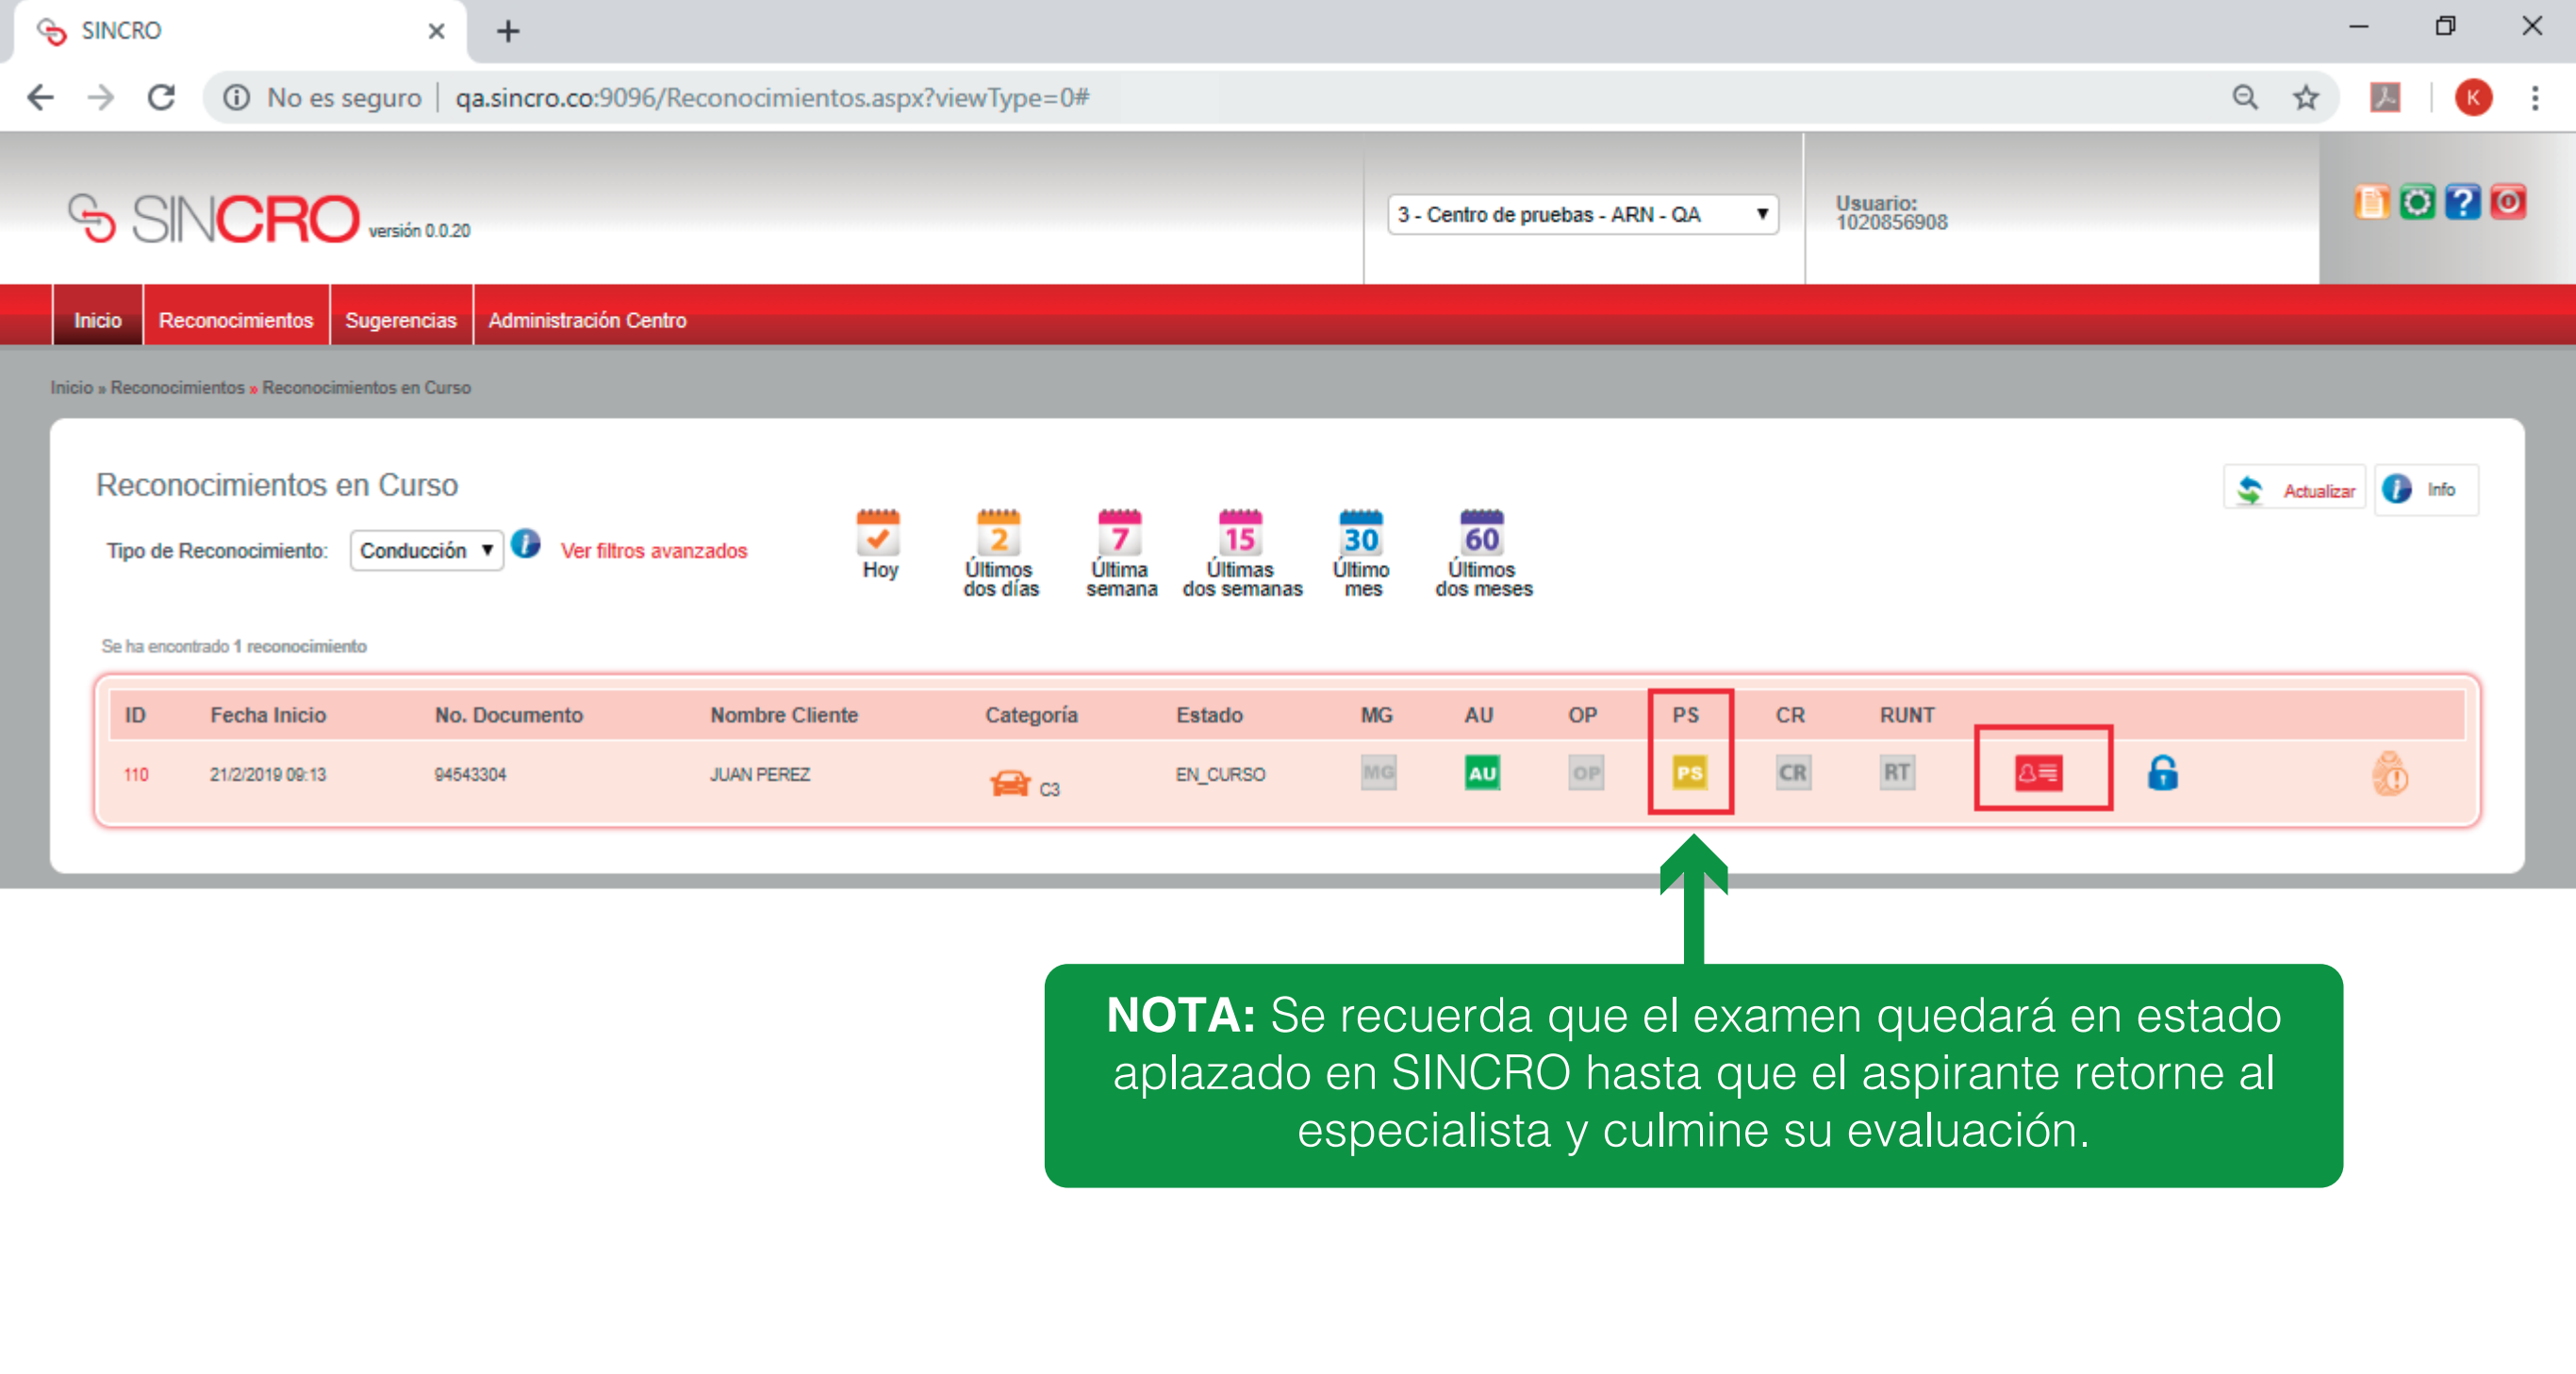 SINCRO
No es seguro | qa.sincro.co:9096/Reconocimientos.aspx?viewType=0#
K
SINCRO versión 0.0.20
3 - Centro de pruebas - ARN - QA
Usuario:
1020856908
?
Inicio Reconocimientos Sugerencias Administración Centro
Inicio » Reconocimientos » Reconocimientos en Curso
Reconocimientos en Curso
Actualizar
i Info
Tipo de Reconocimiento: Conducción i Ver filtros avanzados
Hoy
2 Últimos
dos días
7 Última
semana
15 Últimas
dos semanas
30 Último
mes
60 Últimos
dos meses
Se ha encontrado 1 reconocimiento
ID Fecha Inicio No. Documento Nombre Cliente Categoría Estado MG AU OP PS CR RUNT
110 21/2/2019 09:13 94543304 JUAN PEREZ C3 EN_CURSO MG AU OP PS CR RT
NOTA: Se recuerda que el examen quedará en estado
aplazado en SINCRO hasta que el aspirante retorne al
especialista y culmine su evaluación.